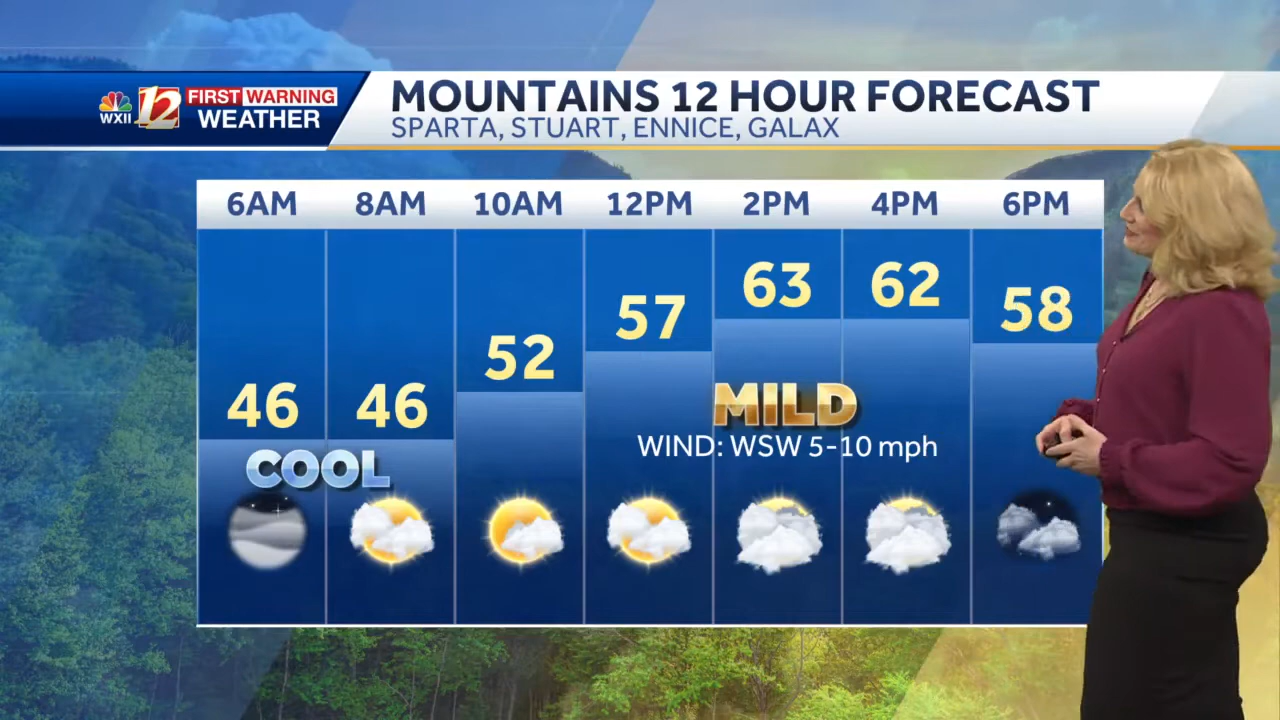 WXII 12 FIRST WARNING
WEATHER
MOUNTAINS 12 HOUR FORECAST
SPARTA, STUART, ENNICE, GALAX
6AM 8AM 10AM 12PM 2PM 4PM 6PM
46 46 52 57 63 62 58
COOL
MILD
WIND: WSW 5-10 mph